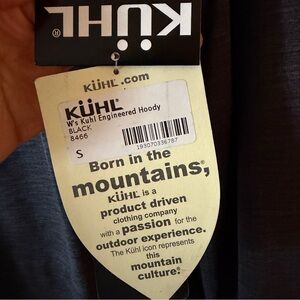 KÜHL®
KÜHL.com
KÜHL
W's Kuhl Engineered Hoody
BLACK
8466
193070336787
S
Born in the
mountains,®
KÜHL is a
product driven
clothing company
with a passion for the
outdoor experience.
The Kühl icon represents
this
mountain
culture.®